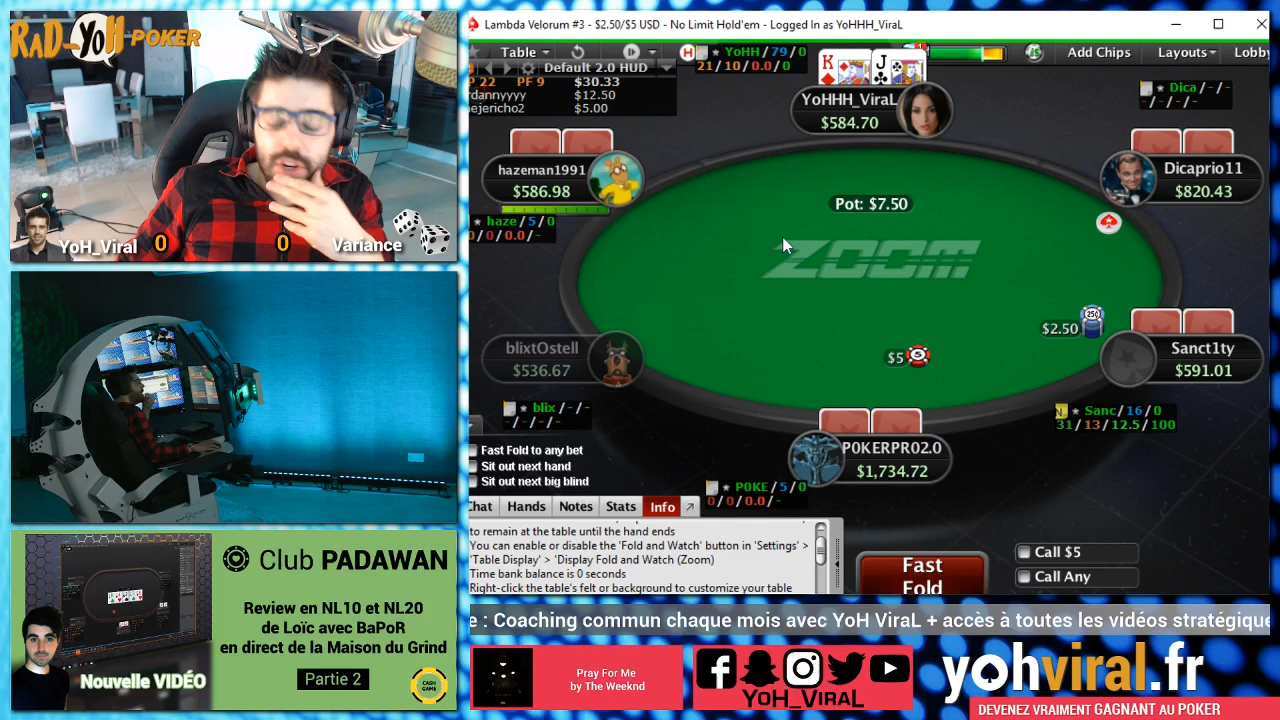 RaD-YoH POKER
YoH_Viral 0 0 Variance
Club PADAWAN
Review en NL10 et NL20
de Loïc avec BaPoR
en direct de la Maison du Grind
Partie 2
Nouvelle VIDÉO
CASH GAME
Lambda Velorum #3 - $2.50/$5 USD - No Limit Hold'em - Logged In as YoHHH_ViraL
Table
Add Chips
Layouts
Lobby
Default 2.0 HUD
P 22 PF 9 $30.33
rdannyyyy $12.50
ejericho2 $5.00
H YoHH/79/0
21/10/0.0/0
K J
YoHHH_ViraL
$584.70
Dica/-/-
-/-/-/-
hazeman1991
$586.98
Dicaprio11
$820.43
haze/5/0
0/0/0.0/-
Pot: $7.50
ZOOM
$2.50
25¢
$5
5
blixtOstell
$536.67
Sanct1ty
$591.01
blix/-/-
-/-/-/-
Sanc/16/0
31/13/12.5/100
P0KERPR02.0
$1,734.72
P0KE/5/0
0/0/0.0/-
Fast Fold to any bet
Sit out next hand
Sit out next big blind
Chat Hands Notes Stats Info
to remain at the table until the hand ends
You can enable or disable the 'Fold and Watch' button in 'Settings' >
'Table Display' > 'Display Fold and Watch (Zoom)
Time bank balance is 0 seconds
Right-click the table's felt or background to customize your table
Fast
Fold
Call $5
Call Any
e : Coaching commun chaque mois avec YoH ViraL + accès à toutes les vidéos stratégique
Pray For Me
by The Weeknd
YoH_ViraL
yohviral.fr
DEVENEZ VRAIMENT GAGNANT AU POKER